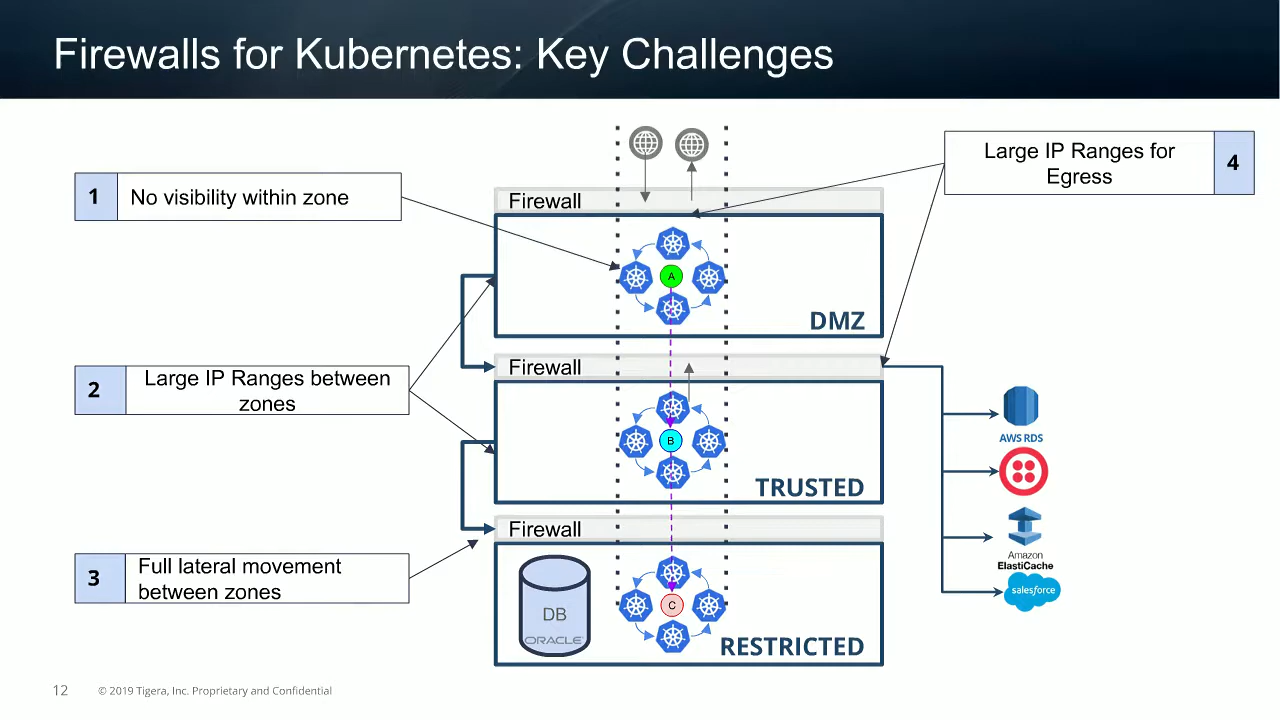 Firewalls for Kubernetes: Key Challenges
1 No visibility within zone
Large IP Ranges for
Egress
4
Firewall
A
DMZ
2
Large IP Ranges between
zones
Firewall
B
TRUSTED
AWS RDS
Amazon
ElastiCache
salesforce
3
Full lateral movement
between zones
Firewall
DB
ORACLE
C
RESTRICTED
12 © 2019 Tigera, Inc. Proprietary and Confidential